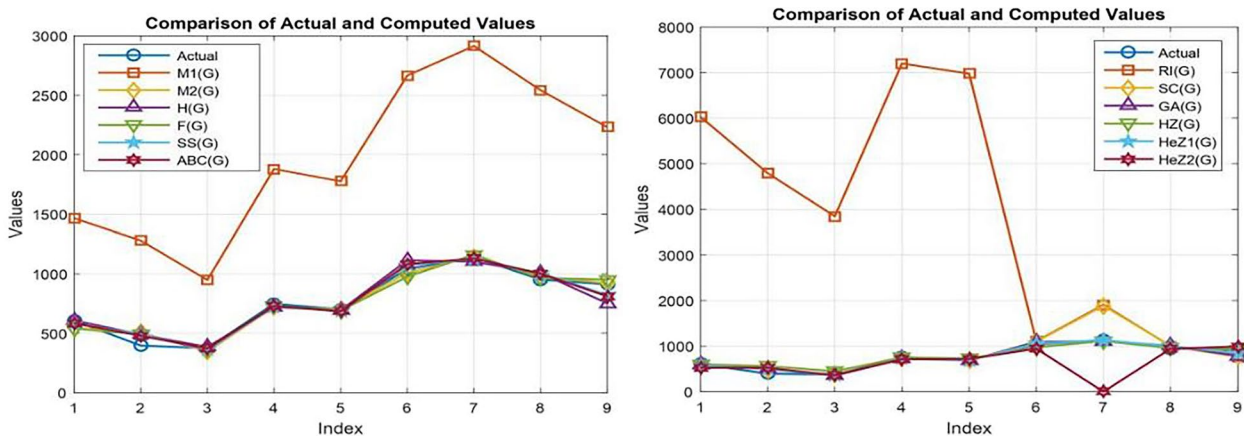 Comparison of Actual and Computed Values
3000
2500
2000
1500
1000
500
0
Values
Actual
M1(G)
M2(G)
H(G)
F(G)
SS(G)
ABC(G)
1 2 3 4 5 6 7 8 9
Index
Comparison of Actual and Computed Values
8000
7000
6000
5000
4000
3000
2000
1000
0
Values
Actual
RI(G)
SC(G)
GA(G)
HZ(G)
HeZ1(G)
HeZ2(G)
1 2 3 4 5 6 7 8 9
Index